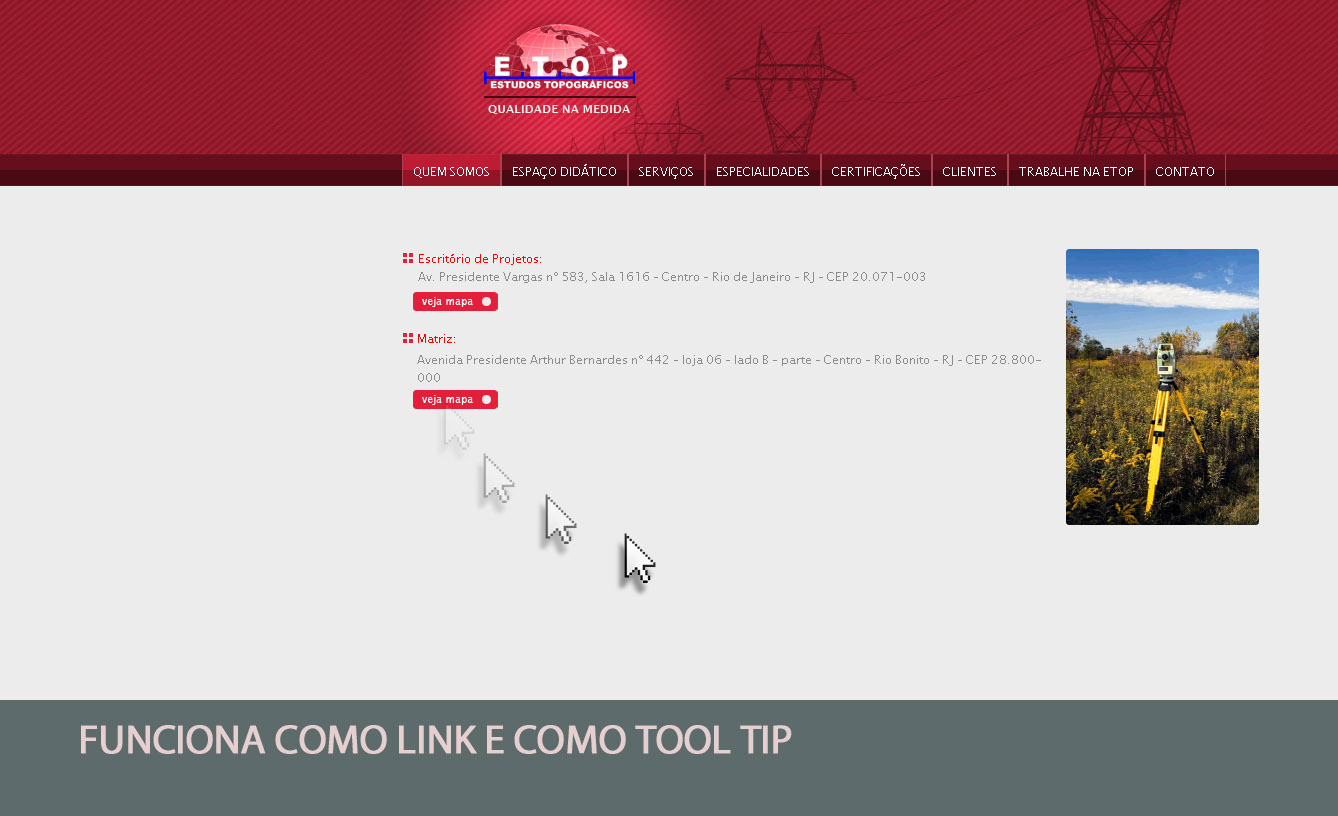 ETOP
ESTUDOS TOPOGRÁFICOS
QUALIDADE NA MEDIDA
QUEM SOMOS ESPAÇO DIDÁTICO SERVIÇOS ESPECIALIDADES CERTIFICAÇÕES CLIENTES TRABALHE NA ETOP CONTATO
Escritório de Projetos:
Av. Presidente Vargas nº 583, Sala 1616 - Centro - Rio de Janeiro - RJ - CEP 20.071-003
veja mapa
Matriz:
Avenida Presidente Arthur Bernardes nº 442 - loja 06 - lado B - parte - Centro - Rio Bonito - RJ - CEP 28.800-
000
veja mapa
FUNCIONA COMO LINK E COMO TOOL TIP